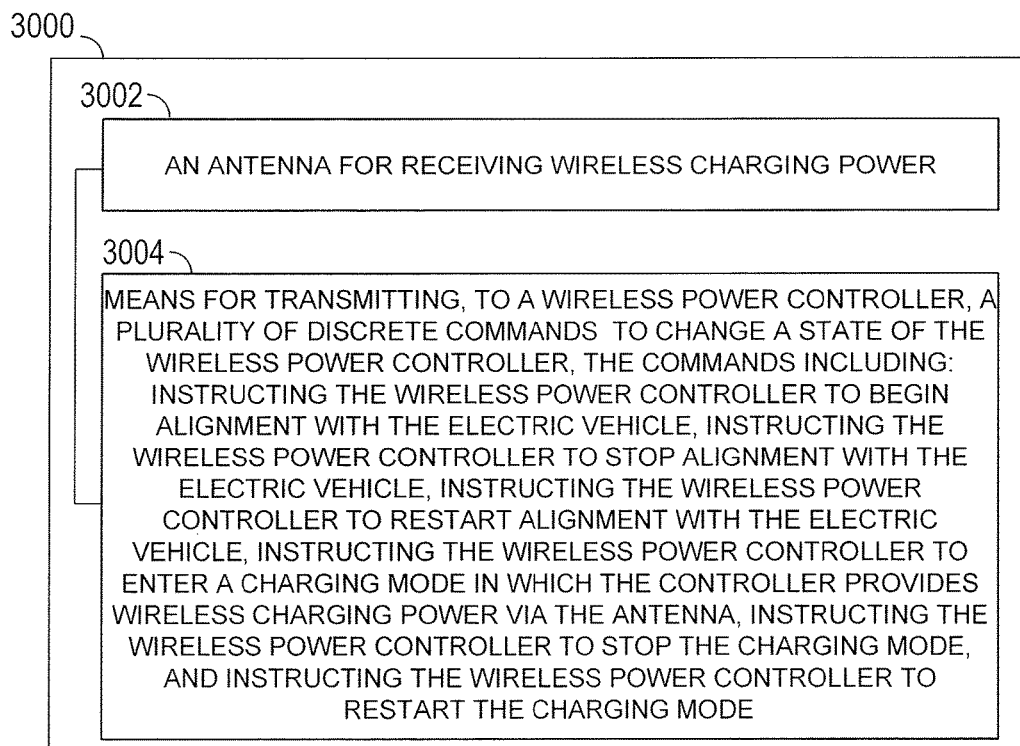 3000
3002
AN ANTENNA FOR RECEIVING WIRELESS CHARGING POWER
3004
MEANS FOR TRANSMITTING, TO A WIRELESS POWER CONTROLLER, A
PLURALITY OF DISCRETE COMMANDS TO CHANGE A STATE OF THE
WIRELESS POWER CONTROLLER, THE COMMANDS INCLUDING:
INSTRUCTING THE WIRELESS POWER CONTROLLER TO BEGIN
ALIGNMENT WITH THE ELECTRIC VEHICLE, INSTRUCTING THE
WIRELESS POWER CONTROLLER TO STOP ALIGNMENT WITH THE
ELECTRIC VEHICLE, INSTRUCTING THE WIRELESS POWER
CONTROLLER TO RESTART ALIGNMENT WITH THE ELECTRIC
VEHICLE, INSTRUCTING THE WIRELESS POWER CONTROLLER TO
ENTER A CHARGING MODE IN WHICH THE CONTROLLER PROVIDES
WIRELESS CHARGING POWER VIA THE ANTENNA, INSTRUCTING THE
WIRELESS POWER CONTROLLER TO STOP THE CHARGING MODE,
AND INSTRUCTING THE WIRELESS POWER CONTROLLER TO
RESTART THE CHARGING MODE